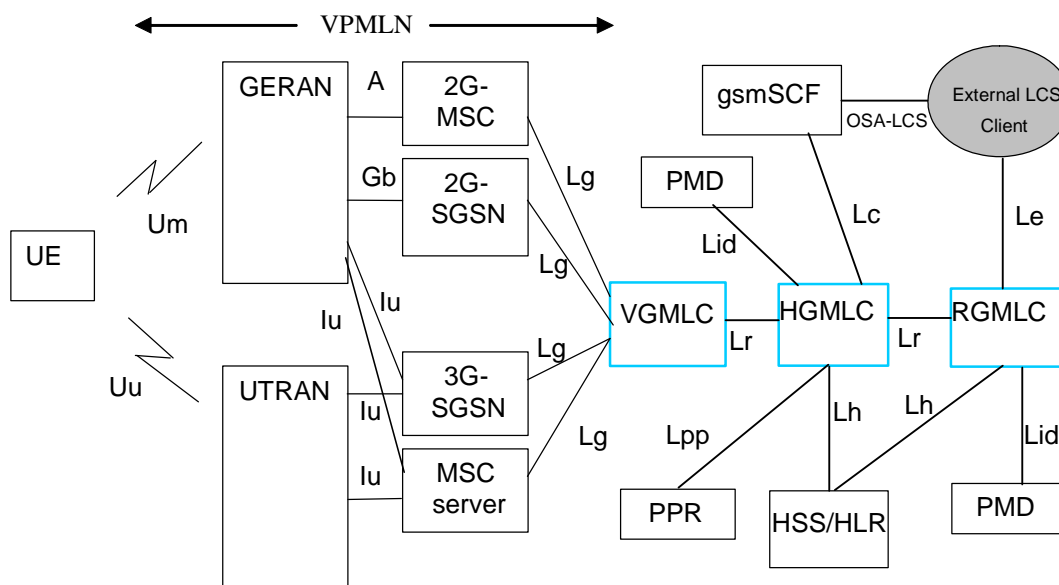 VPMLN
GERAN
A
2G-
MSC
gsmSCF
OSA-LCS
External LCS
Client
Gb
2G-
SGSN
Lg
PMD
Lc
Le
Um
UE
Lid
Lg
Iu
Iu
VGMLC
Lr
HGMLC
Lr
RGMLC
Uu
UTRAN
Iu
3G-
SGSN
Lg
Lg
Lpp
Lh
Lh
Lid
Iu
MSC
server
PPR
HSS/HLR
PMD